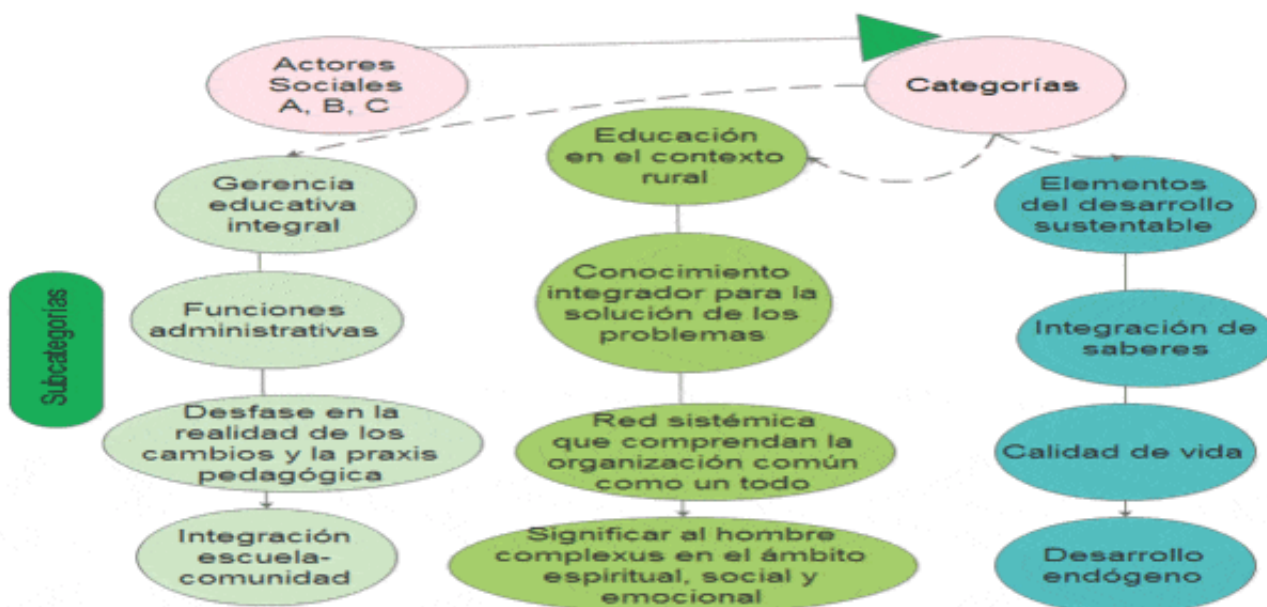 Actores
Sociales
A, B, C
Categorías
Educación
en el contexto
rural
Gerencia
educativa
integral
Elementos
del desarrollo
sustentable
Subcategorías
Funciones
administrativas
Conocimiento
integrador para la
solución de los
problemas
Integración de
saberes
Desfase en la
realidad de los
cambios y la praxis
pedagógica
Red sistémica
que comprendan la
organización común
como un todo
Calidad de vida
Integración
escuela-
comunidad
Significar al hombre
complexus en el ámbito
espiritual, social y
emocional
Desarrollo
endógeno